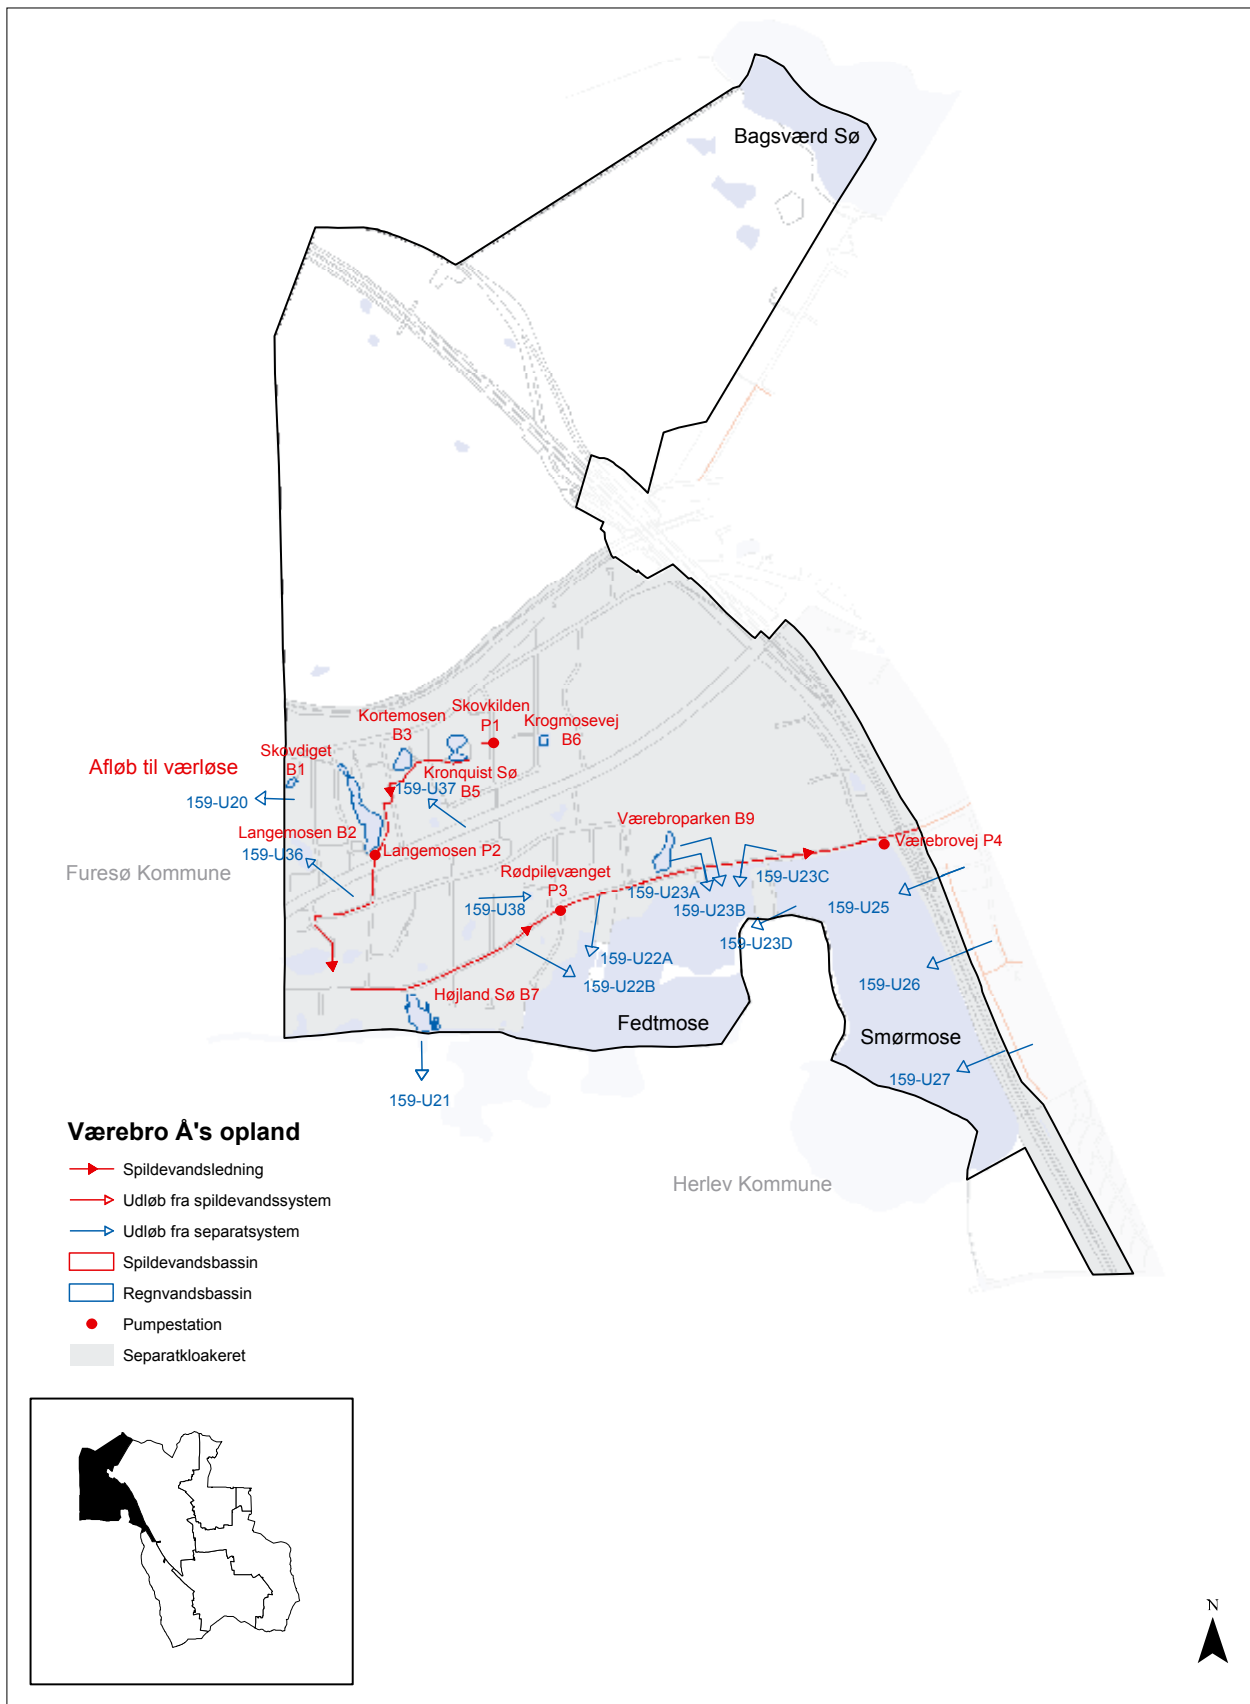 Bagsværd Sø
Skovkilden
P1
Kortemosen
B3
Krogmosevej
B6
Skovdiget
B1
Afløb til værløse
Kronquist Sø
B5
159-U37
159-U20
Værebroparken B9
Langemosen B2
159-U36
Langemosen P2
Værebrovej P4
Furesø Kommune
Rødpilevænget
P3
159-U23C
159-U23A
159-U38
159-U23B
159-U25
159-U23D
159-U22A
159-U22B
159-U26
Højland Sø B7
Fedtmose
Smørmose
159-U27
159-U21
Værebro Å's opland
Herlev Kommune
Spildevandsledning
Udløb fra spildevandssystem
Udløb fra separatsystem
Spildevandsbassin
Regnvandsbassin
Pumpestation
Separatkloakeret
N